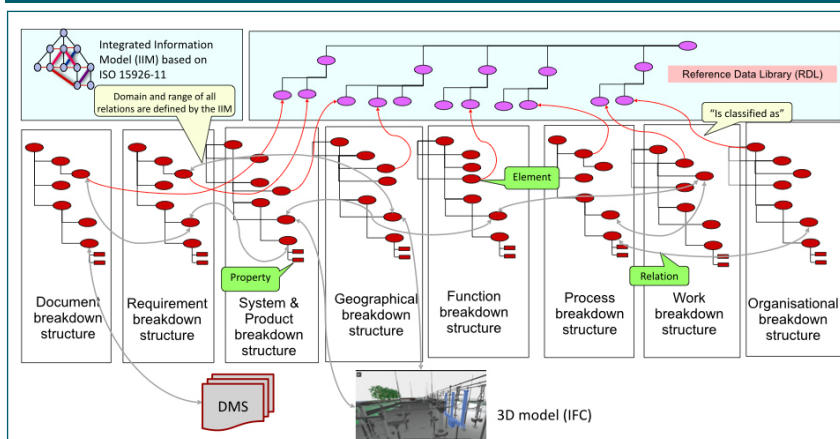 Integrated Information
Model (IIM) based on
ISO 15926-11
Reference Data Library (RDL)
Domain and range of all
relations are defined by the IIM
"Is classified as"
Element
Property
Relation
Document
breakdown
structure
Requirement
breakdown
structure
System &
Product
breakdown
structure
Geographical
breakdown
structure
Function
breakdown
structure
Process
breakdown
structure
Work
breakdown
structure
Organisational
breakdown
structure
DMS
3D model (IFC)